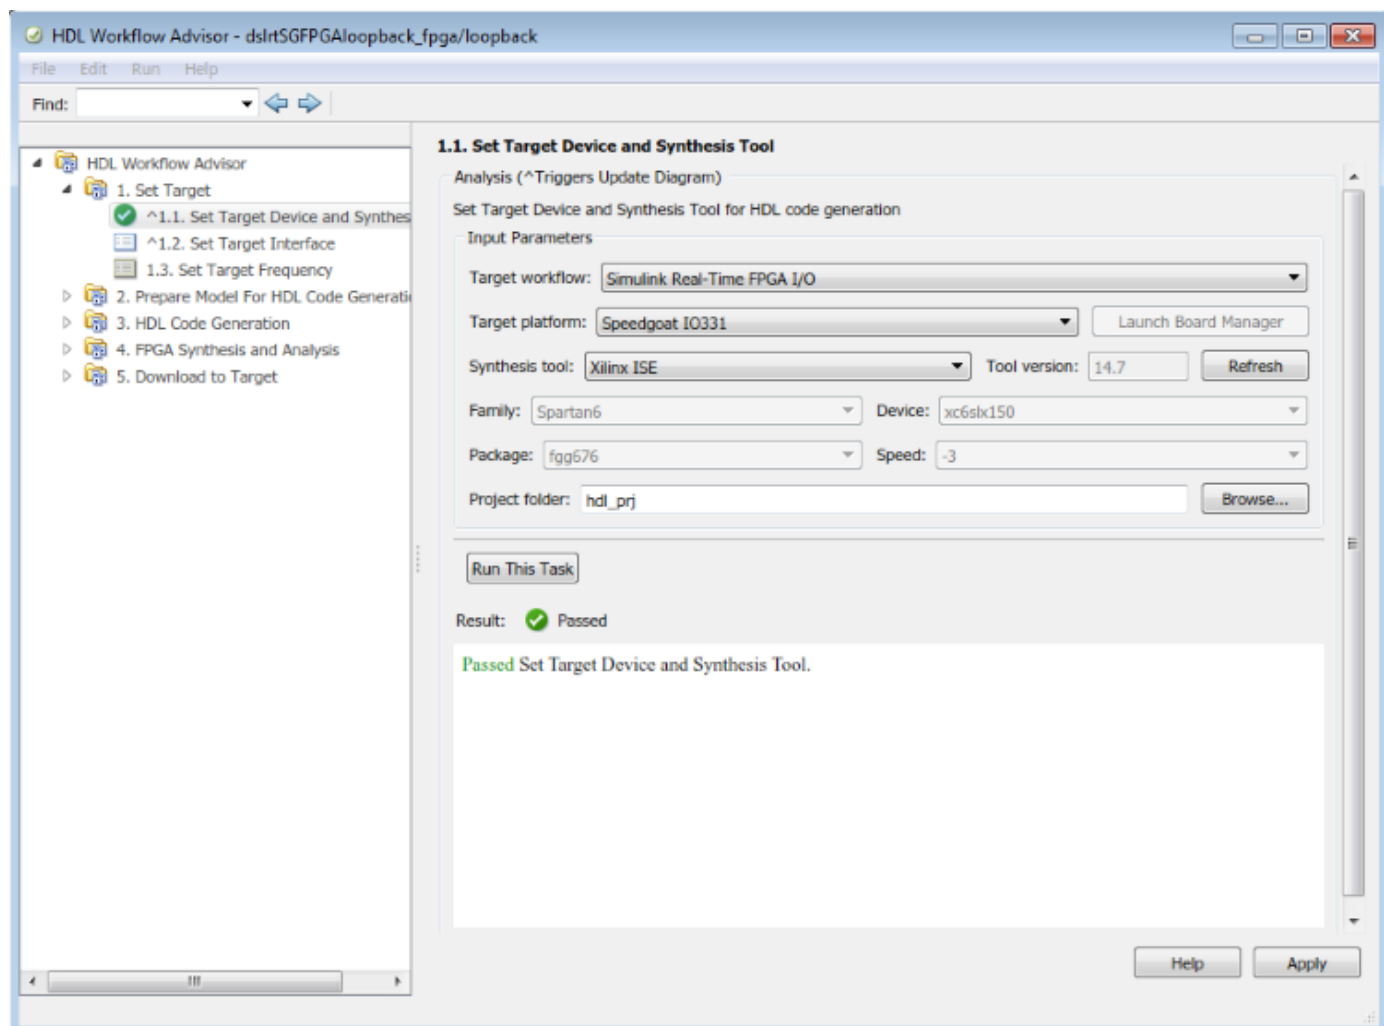 HDL Workflow Advisor - dslrtSGFPGAloopback_fpga/loopback
File Edit Run Help
Find:
HDL Workflow Advisor
1. Set Target
^1.1. Set Target Device and Synthes
^1.2. Set Target Interface
1.3. Set Target Frequency
2. Prepare Model For HDL Code Generati
3. HDL Code Generation
4. FPGA Synthesis and Analysis
5. Download to Target
1.1. Set Target Device and Synthesis Tool
Analysis (^Triggers Update Diagram)
Set Target Device and Synthesis Tool for HDL code generation
Input Parameters
Target workflow: Simulink Real-Time FPGA I/O
Target platform: Speedgoat IO331 Launch Board Manager
Synthesis tool: Xilinx ISE Tool version: 14.7 Refresh
Family: Spartan6 Device: xc6slx150
Package: fgg676 Speed: -3
Project folder: hdl_prj Browse...
Run This Task
Result: Passed
Passed Set Target Device and Synthesis Tool.
Help Apply